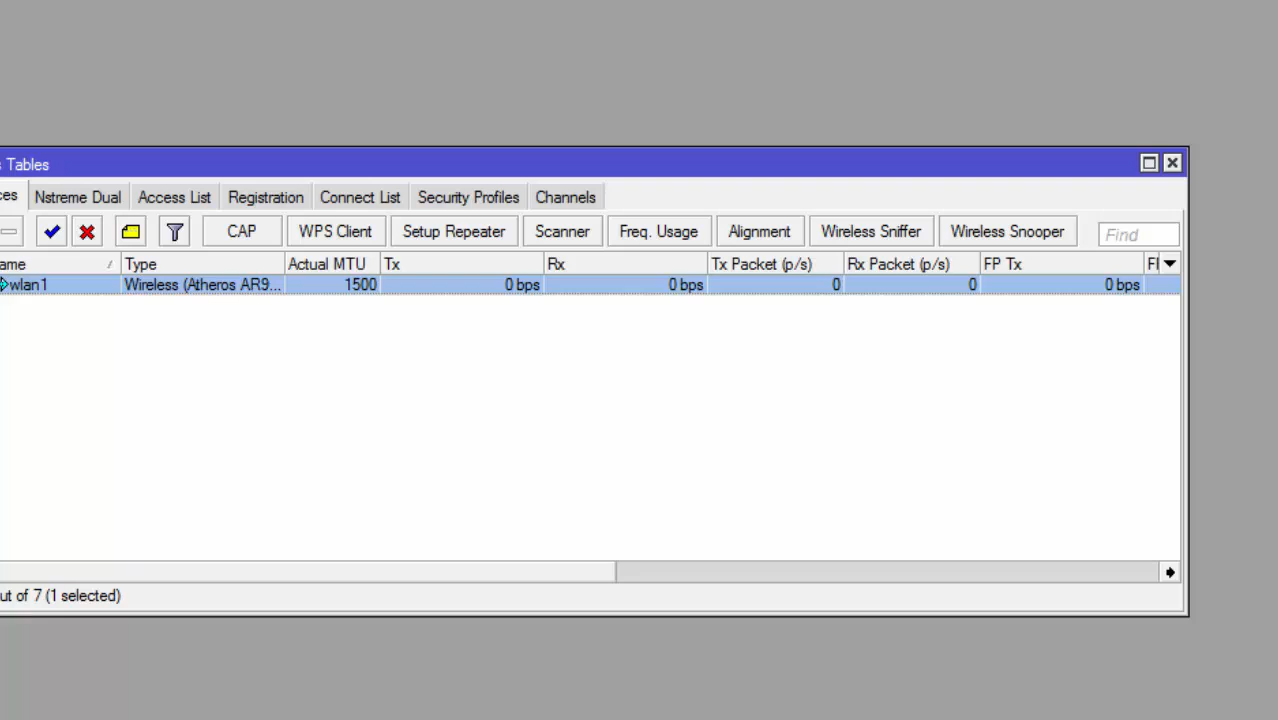 s Tables
ces Nstreme Dual Access List Registration Connect List Security Profiles Channels
CAP WPS Client Setup Repeater Scanner Freq. Usage Alignment Wireless Sniffer Wireless Snooper Find
ame / Type Actual MTU Tx Rx Tx Packet (p/s) Rx Packet (p/s) FP Tx
wlan1 Wireless (Atheros AR9... 1500 0 bps 0 bps 0 0 0 bps
ut of 7 (1 selected)